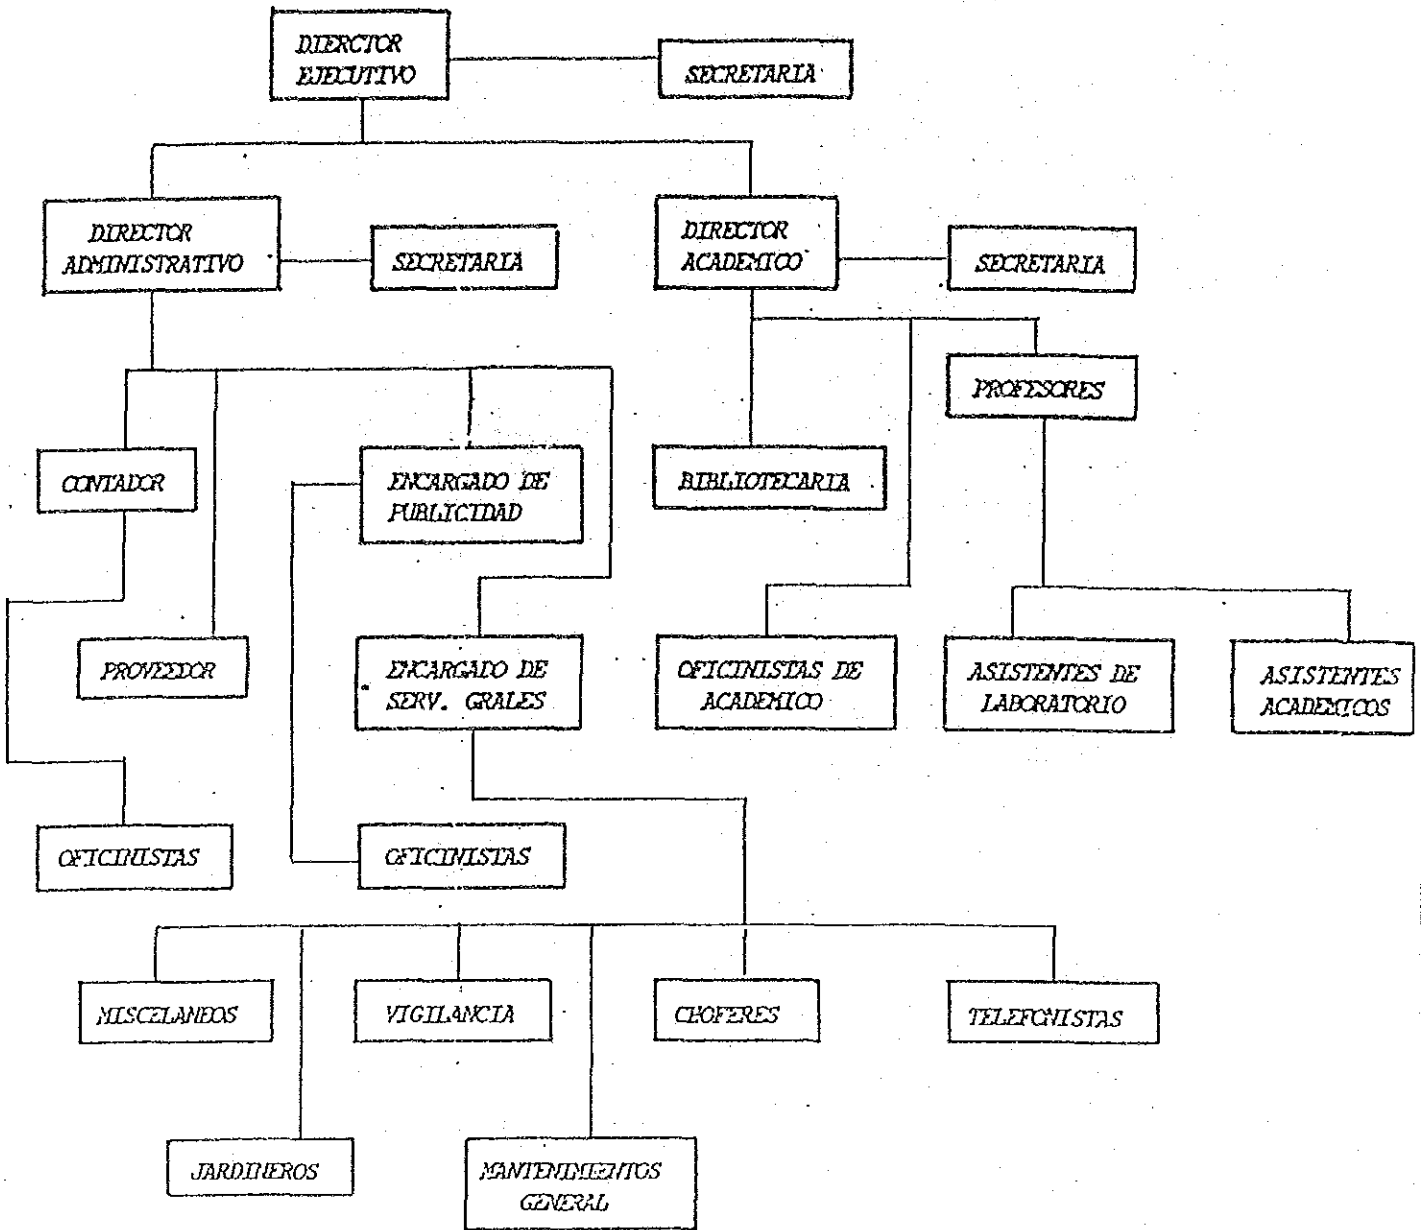 DIERCTOR
EJECUTIVO
SECRETARIA
DIRECTOR
ADMINISTRATIVO
SECRETARIA
DIRECTOR
ACADEMICO
SECRETARIA
PROFESORES
CONTADOR
ENCARGADO DE
PUBLICIDAD
BIBLIOTECARIA
PROVEEDOR
ENCARGADO DE
SERV. GRALES
OFICINISTAS DE
ACADEMICO
ASISTENTES DE
LABORATORIO
ASISTENTES
ACADEMICOS
OFICINISTAS
OFICINISTAS
MISCELANEOS
VIGILANCIA
CHOFERES
TELEFONISTAS
JARDINEROS
MANTENIMIENTOS
GENERAL